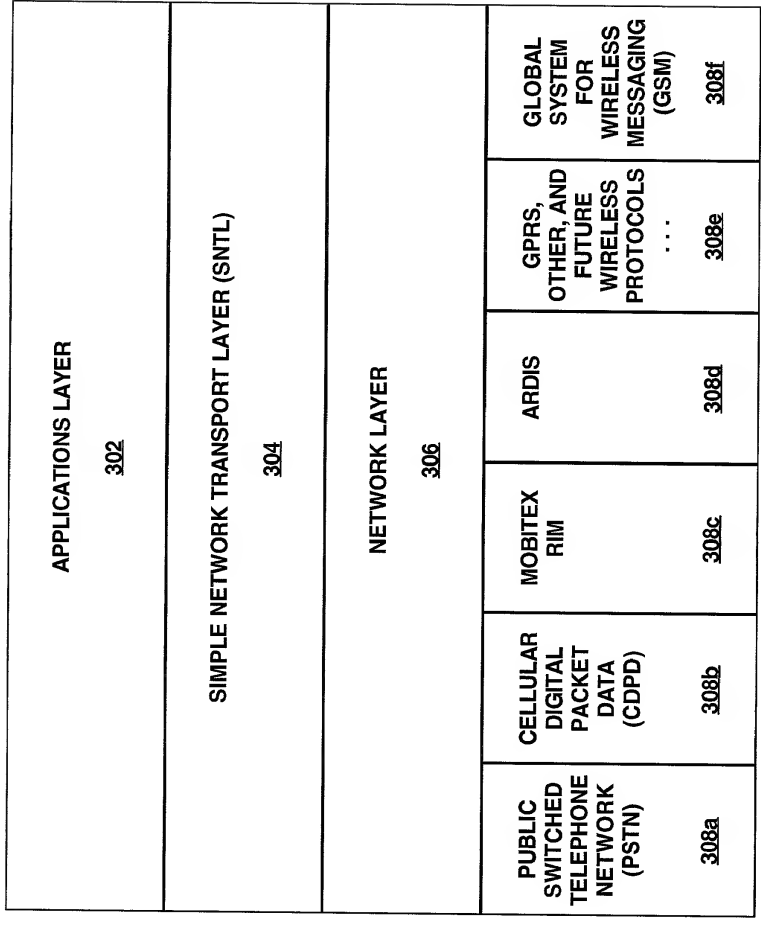 APPLICATIONS LAYER
302
SIMPLE NETWORK TRANSPORT LAYER (SNTL)
304
NETWORK LAYER
306
PUBLIC
SWITCHED
TELEPHONE
NETWORK
(PSTN)
308a
CELLULAR
DIGITAL
PACKET
DATA
(CDPD)
308b
MOBITEX
RIM
308c
ARDIS
308d
GPRS,
OTHER, AND
FUTURE
WIRELESS
PROTOCOLS
. . .
308e
GLOBAL
SYSTEM
FOR
WIRELESS
MESSAGING
(GSM)
308f